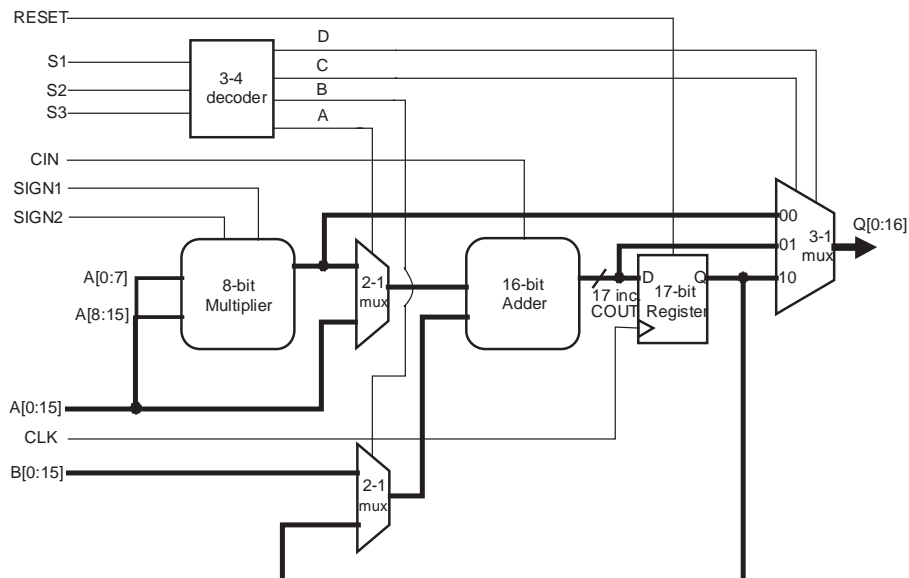 RESET
D
S1
3-4
decoder
C
S2
B
S3
A
CIN
SIGN1
SIGN2
00
Q[0:16]
3-1
mux
01
A[0:7]
8-bit
Multiplier
2-1
mux
16-bit
Adder
D
Q
10
17 inc.
COUT
17-bit
Register
A[8:15]
A[0:15]
CLK
B[0:15]
2-1
mux